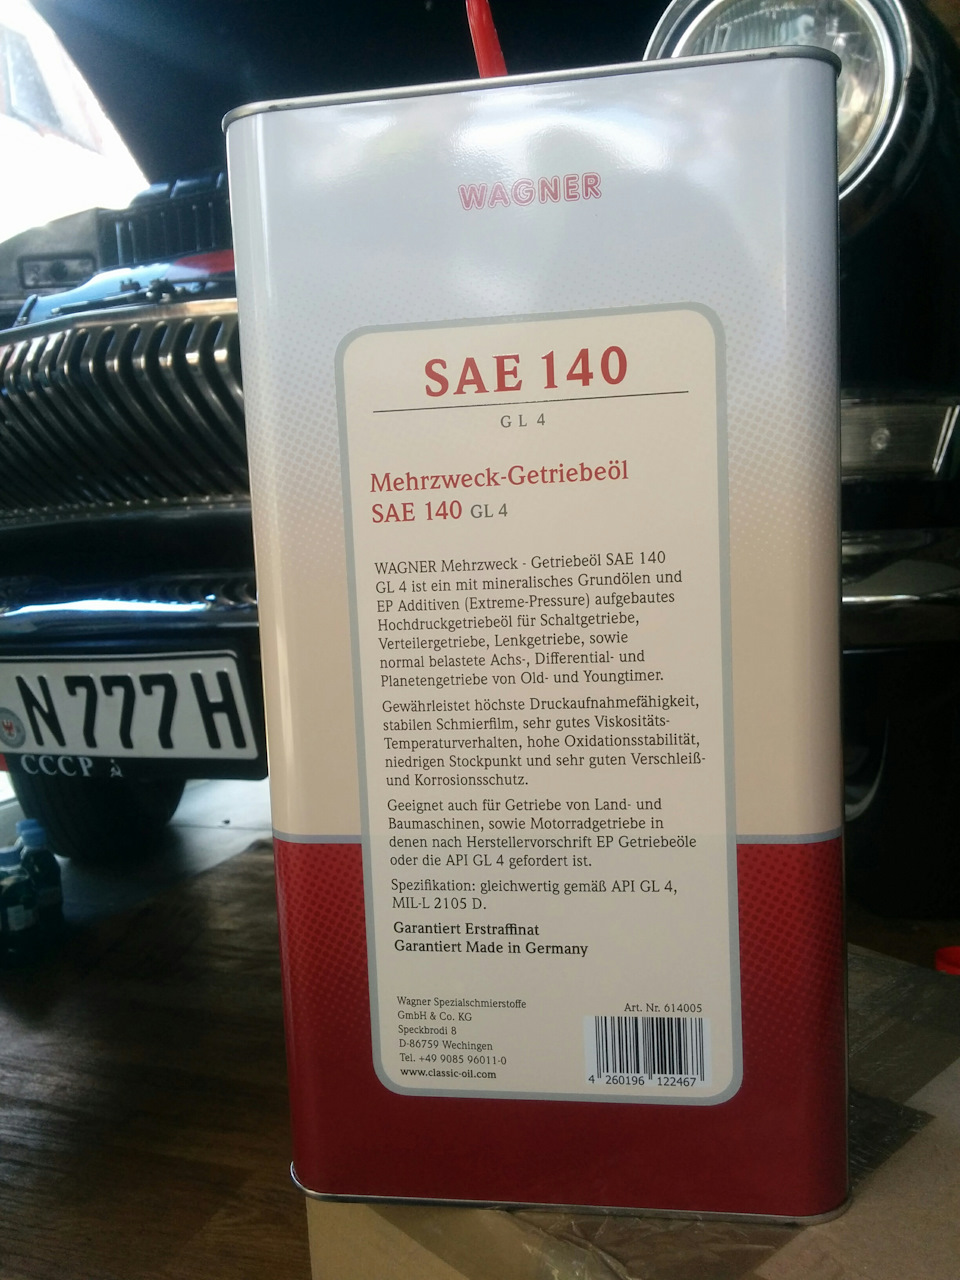 WAGNER
SAE 140
GL 4
Mehrzweck-Getriebeöl
SAE 140 GL 4
WAGNER Mehrzweck - Getriebeöl SAE 140
GL 4 ist ein mit mineralisches Grundölen und
EP Additiven (Extreme-Pressure) aufgebautes
Hochdruckgetriebeöl für Schaltgetriebe,
Verteilergetriebe, Lenkgetriebe, sowie
normal belastete Achs-, Differential- und
Planetengetriebe von Old- und Youngtimer.
Gewährleistet höchste Druckaufnahmefähigkeit,
stabilen Schmierfilm, sehr gutes Viskositäts-
Temperaturverhalten, hohe Oxidationsstabilität,
niedrigen Stockpunkt und sehr guten Verschleiß-
und Korrosionsschutz.
Geeignet auch für Getriebe von Land- und
Baumaschinen, sowie Motorradgetriebe in
denen nach Herstellervorschrift EP Getriebeöle
oder die API GL 4 gefordert ist.
Spezifikation: gleichwertig gemäß API GL 4,
MIL-L 2105 D.
Garantiert Erstraffinat
Garantiert Made in Germany
Wagner Spezialschmierstoffe
GmbH & Co. KG
Speckbrodi 8
D-86759 Wechingen
Tel. +49 9085 96011-0
www.classic-oil.com
Art. Nr. 614005
4 260196 122467
N 777 H
CCCP